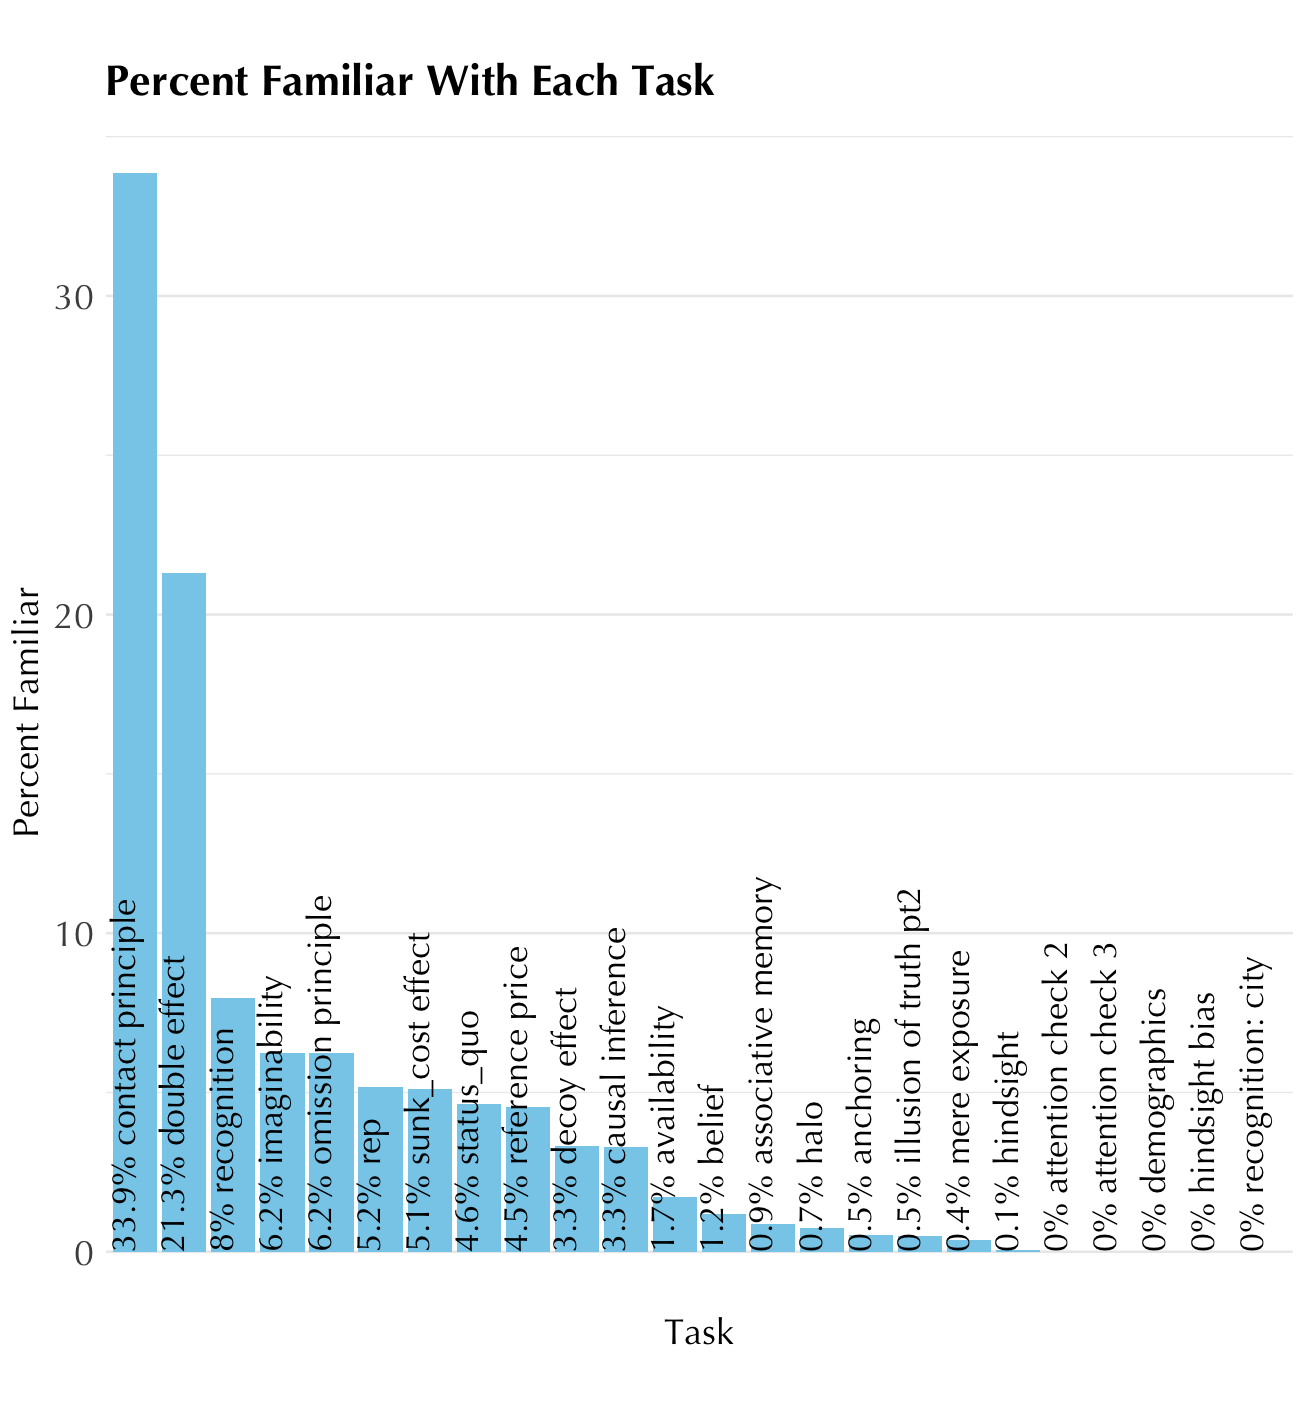 Percent Familiar With Each Task
Percent Familiar
30
20
10
0
33.9% contact principle
21.3% double effect
8% recognition
6.2% imaginability
6.2% omission principle
5.2% rep
5.1% sunk_cost effect
4.6% status_quo
4.5% reference price
3.3% decoy effect
3.3% causal inference
1.7% availability
1.2% belief
0.9% associative memory
0.7% halo
0.5% anchoring
0.5% illusion of truth pt2
0.4% mere exposure
0.1% hindsight
0% attention check 2
0% attention check 3
0% demographics
0% hindsight bias
0% recognition: city
Task